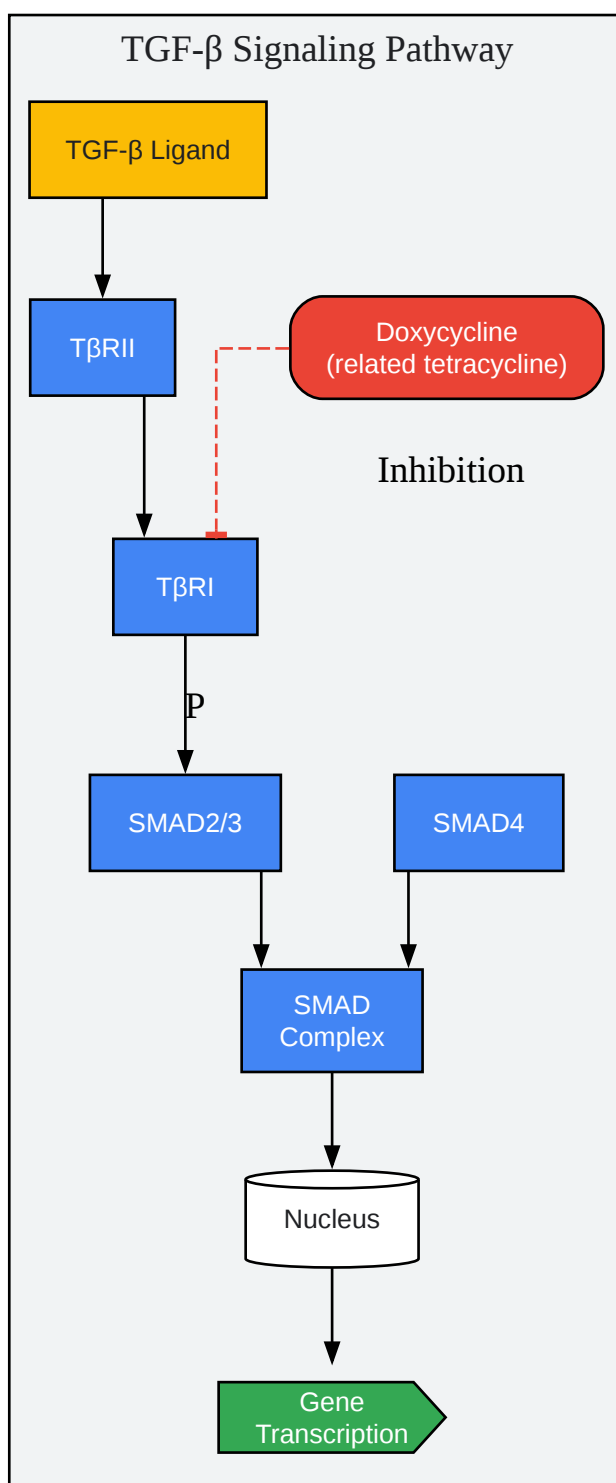 TGF-β Signaling Pathway
TGF-β Ligand
TβRII
Doxycycline
(related tetracycline)
Inhibition
TβRI
P
SMAD2/3
SMAD4
SMAD
Complex
Nucleus
Gene
Transcription